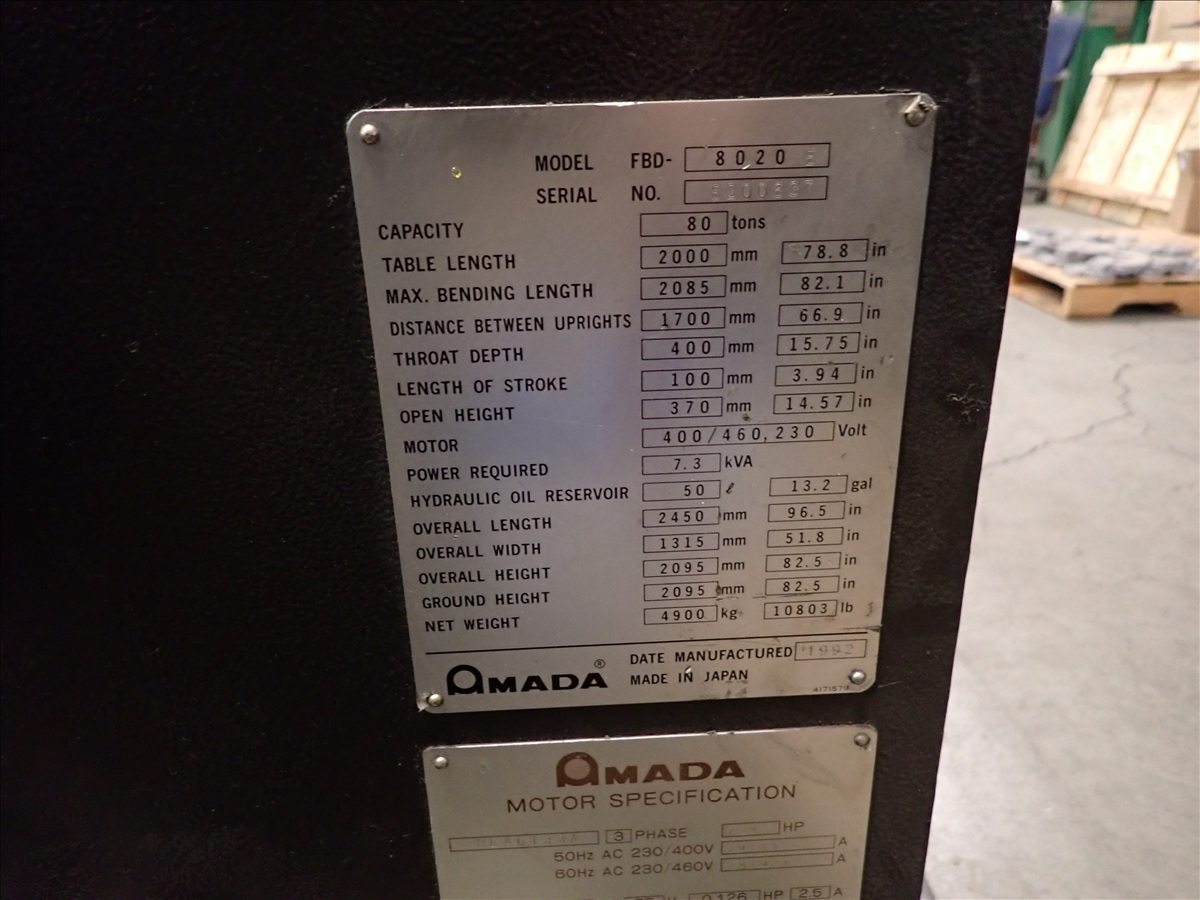 MODEL FBD- 8020
SERIAL NO.
CAPACITY 80 tons
TABLE LENGTH 2000 mm 78.8 in
MAX. BENDING LENGTH 2085 mm 82.1 in
DISTANCE BETWEEN UPRIGHTS 1700 mm 66.9 in
THROAT DEPTH 400 mm 15.75 in
LENGTH OF STROKE 100 mm 3.94 in
OPEN HEIGHT 370 mm 14.57 in
MOTOR 400/460,230 Volt
POWER REQUIRED 7.3 kVA
HYDRAULIC OIL RESERVOIR 50 ℓ 13.2 gal
OVERALL LENGTH 2450 mm 96.5 in
OVERALL WIDTH 1315 mm 51.8 in
OVERALL HEIGHT 2095 mm 82.5 in
GROUND HEIGHT 2095 mm 82.5 in
NET WEIGHT 4900 kg 10803 lb
AMADA ® DATE MANUFACTURED 1992
MADE IN JAPAN
4171579
AMADA
MOTOR SPECIFICATION
3 PHASE HP
50Hz AC 230/400V A
60Hz AC 230/460V A
0.126 HP 2.5 A